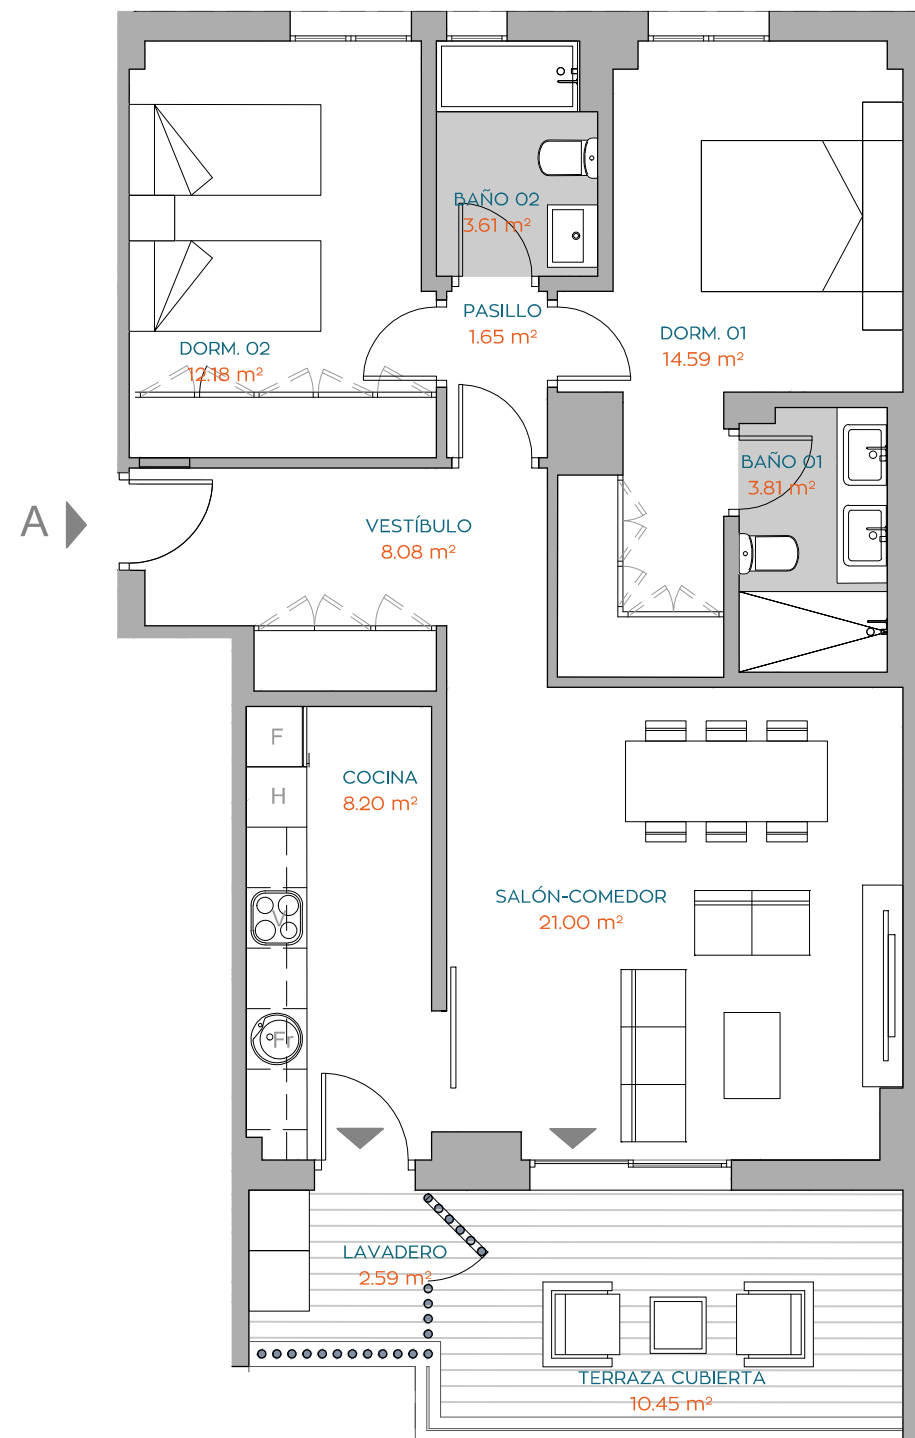 BAÑO 02
3.61 m²
PASILLO
1.65 m²
DORM. 01
14.59 m²
DORM. 02
12.18 m²
BAÑO 01
3.81 m²
A
VESTÍBULO
8.08 m²
F
H
COCINA
8.20 m²
V
SALÓN-COMEDOR
21.00 m²
Fr
LAVADERO
2.59 m²
TERRAZA CUBIERTA
10.45 m²